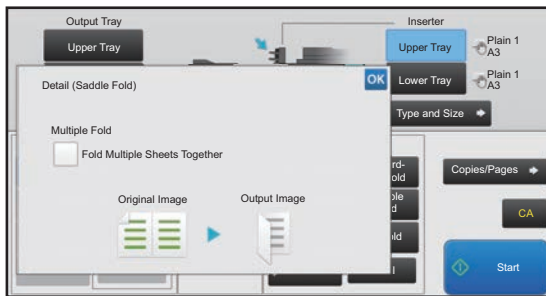 Output Tray
Inserter
Upper Tray
Upper Tray
Plain 1
A3
Detail (Saddle Fold)
OK
Lower Tray
Plain 1
A3
Type and Size
Multiple Fold
Fold Multiple Sheets Together
Copies/Pages
Original Image
Output Image
CA
Start